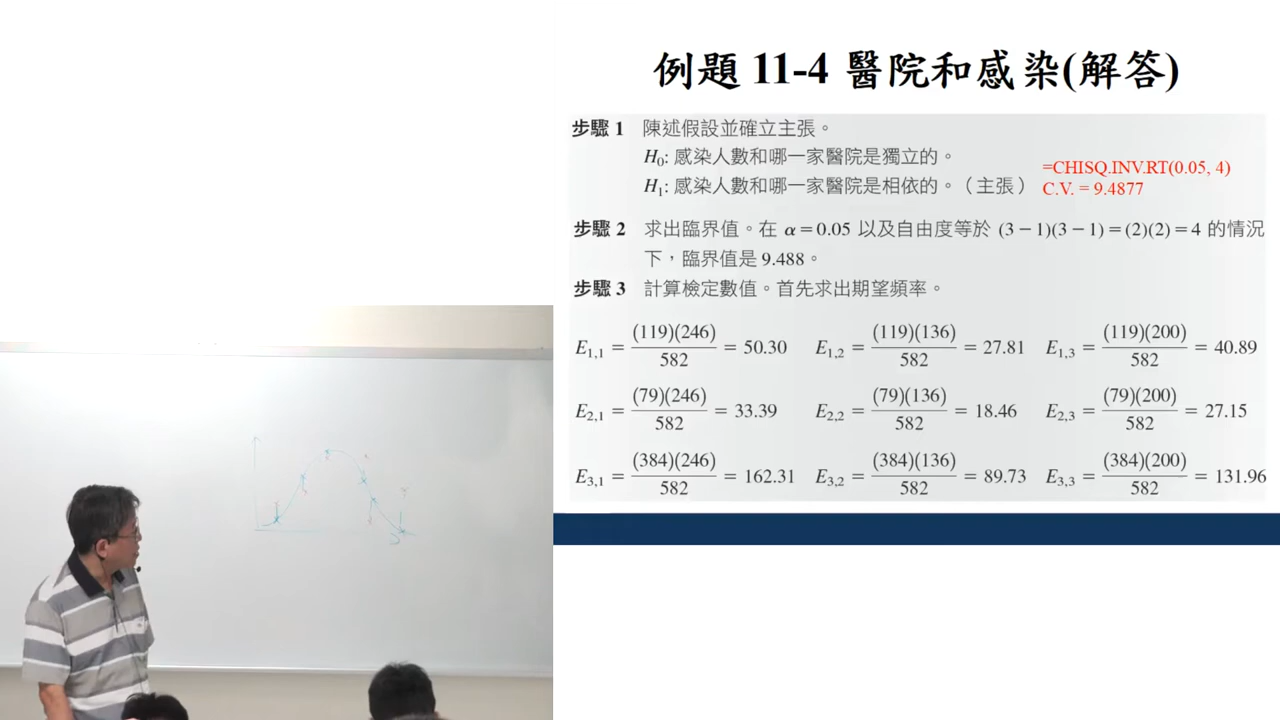 例題 11-4 醫院和感染(解答)
步驟 1 陳述假設並確立主張。
H₀: 感染人數和哪一家醫院是獨立的。
H₁: 感染人數和哪一家醫院是相依的。（主張）
=CHISQ.INV.RT(0.05, 4)
C.V. = 9.4877
步驟 2 求出臨界值。在 α = 0.05 以及自由度等於 (3 − 1)(3 − 1) = (2)(2) = 4 的情況
下，臨界值是 9.488。
步驟 3 計算檢定數值。首先求出期望頻率。
E₁,₁ = (119)(246)/582 = 50.30 E₁,₂ = (119)(136)/582 = 27.81 E₁,₃ = (119)(200)/582 = 40.89
E₂,₁ = (79)(246)/582 = 33.39 E₂,₂ = (79)(136)/582 = 18.46 E₂,₃ = (79)(200)/582 = 27.15
E₃,₁ = (384)(246)/582 = 162.31 E₃,₂ = (384)(136)/582 = 89.73 E₃,₃ = (384)(200)/582 = 131.96